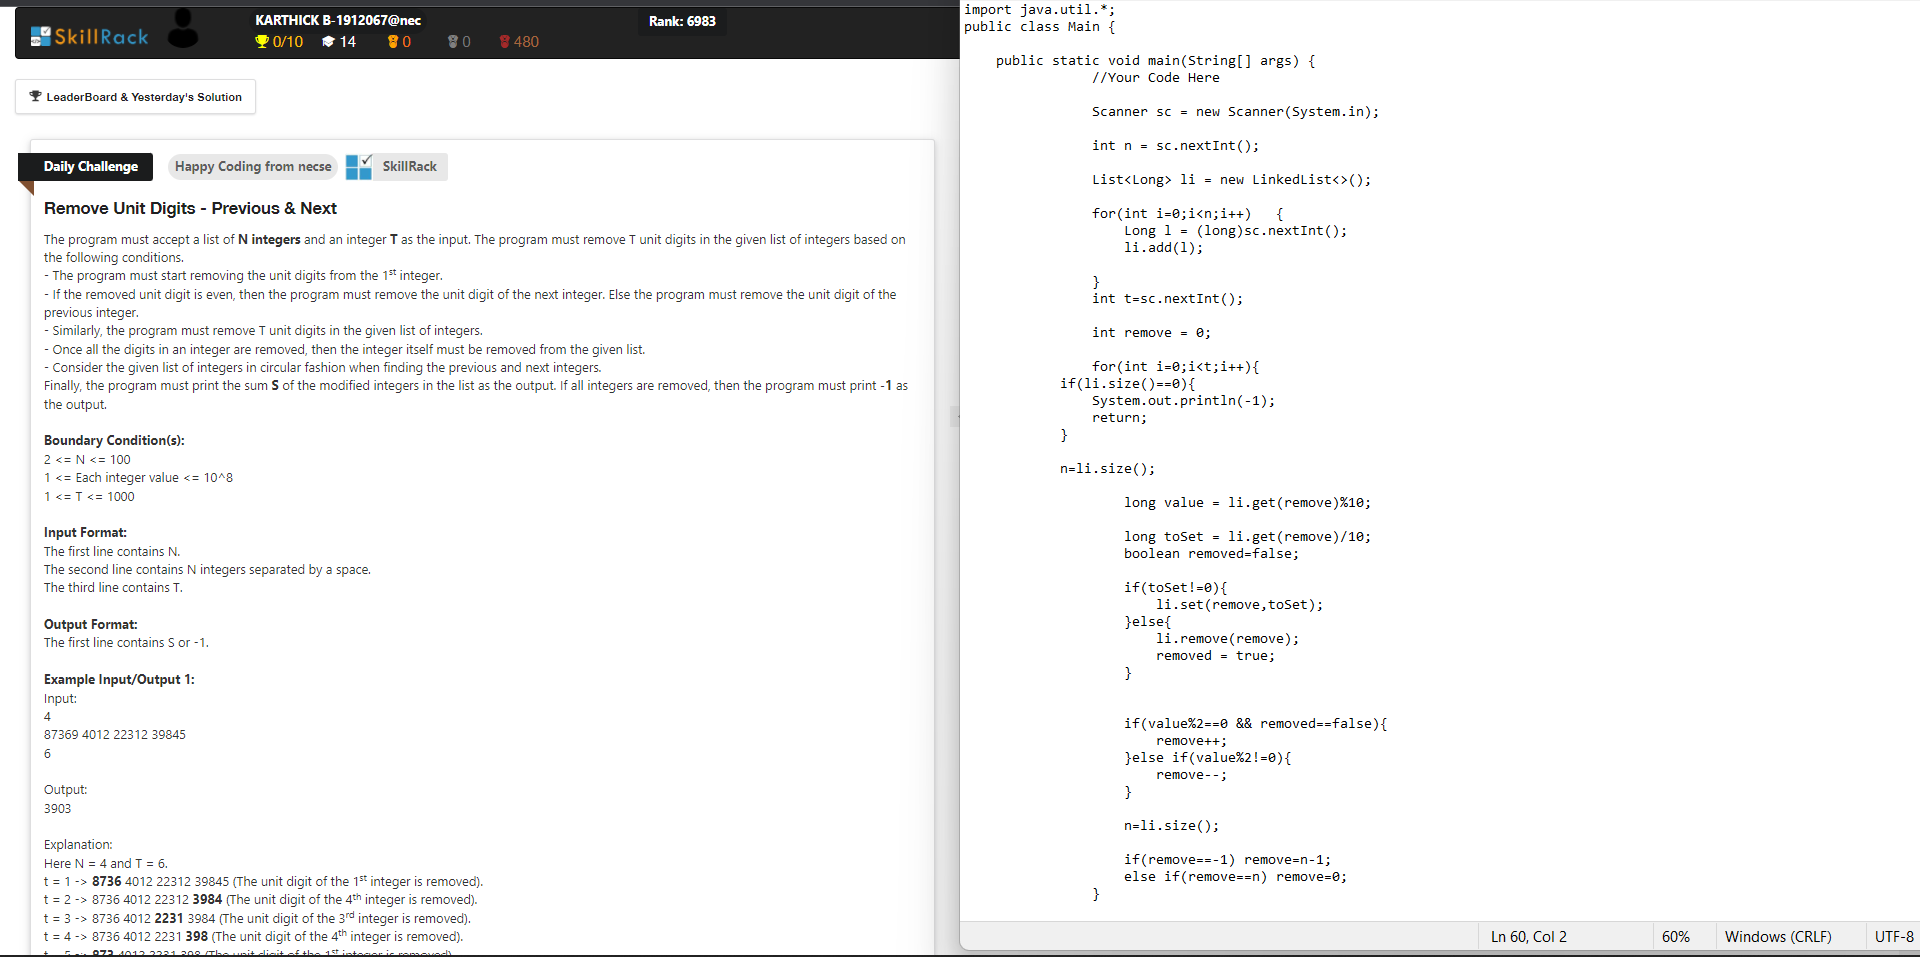 SkillRack
KARTHICK B-1912067@nec
0/10 14 0 0 480
Rank: 6983
LeaderBoard & Yesterday's Solution
Daily Challenge
Happy Coding from necse
SkillRack
Remove Unit Digits - Previous & Next
The program must accept a list of N integers and an integer T as the input. The program must remove T unit digits in the given list of integers based on
the following conditions.
- The program must start removing the unit digits from the 1st integer.
- If the removed unit digit is even, then the program must remove the unit digit of the next integer. Else the program must remove the unit digit of the
previous integer.
- Similarly, the program must remove T unit digits in the given list of integers.
- Once all the digits in an integer are removed, then the integer itself must be removed from the given list.
- Consider the given list of integers in circular fashion when finding the previous and next integers.
Finally, the program must print the sum S of the modified integers in the list as the output. If all integers are removed, then the program must print -1 as
the output.
Boundary Condition(s):
2 <= N <= 100
1 <= Each integer value <= 10^8
1 <= T <= 1000
Input Format:
The first line contains N.
The second line contains N integers separated by a space.
The third line contains T.
Output Format:
The first line contains S or -1.
Example Input/Output 1:
Input:
4
87369 4012 22312 39845
6
Output:
3903
Explanation:
Here N = 4 and T = 6.
t = 1 -> 8736 4012 22312 39845 (The unit digit of the 1st integer is removed).
t = 2 -> 8736 4012 22312 3984 (The unit digit of the 4th integer is removed).
t = 3 -> 8736 4012 2231 3984 (The unit digit of the 3rd integer is removed).
t = 4 -> 8736 4012 2231 398 (The unit digit of the 4th integer is removed).
t = 5 -> 873 4012 2231 398 (The unit digit of the 1st integer is removed).
import java.util.*;
public class Main {
public static void main(String[] args) {
//Your Code Here
Scanner sc = new Scanner(System.in);
int n = sc.nextInt();
List<Long> li = new LinkedList<>();
for(int i=0;i<n;i++) {
Long l = (long)sc.nextInt();
li.add(l);
}
int t=sc.nextInt();
int remove = 0;
for(int i=0;i<t;i++){
if(li.size()==0){
System.out.println(-1);
return;
}
n=li.size();
long value = li.get(remove)%10;
long toSet = li.get(remove)/10;
boolean removed=false;
if(toSet!=0){
li.set(remove,toSet);
}else{
li.remove(remove);
removed = true;
}
if(value%2==0 && removed==false){
remove++;
}else if(value%2!=0){
remove--;
}
n=li.size();
if(remove==-1) remove=n-1;
else if(remove==n) remove=0;
}
Ln 60, Col 2
60%
Windows (CRLF)
UTF-8